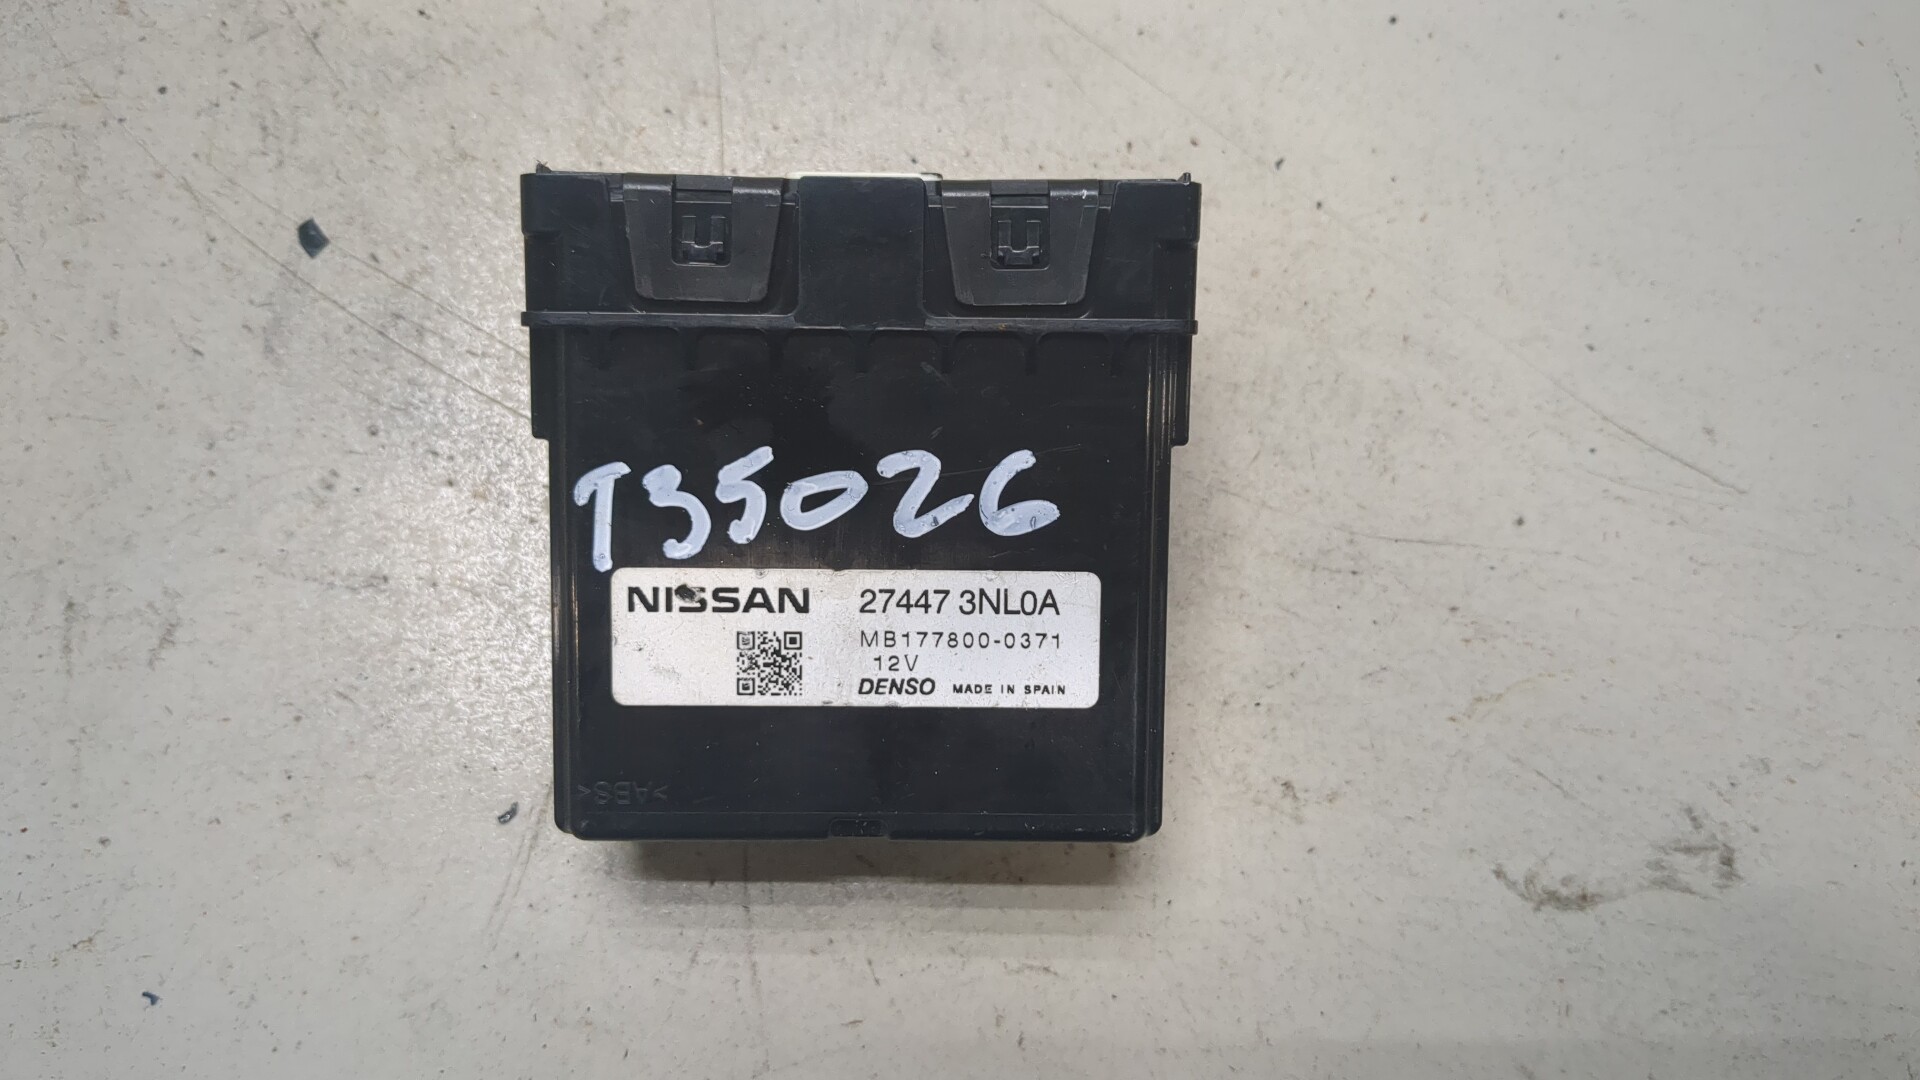 T35026
NISSAN 27447 3NL0A
MB177800-0371
12V
DENSO MADE IN SPAIN
>ABS<